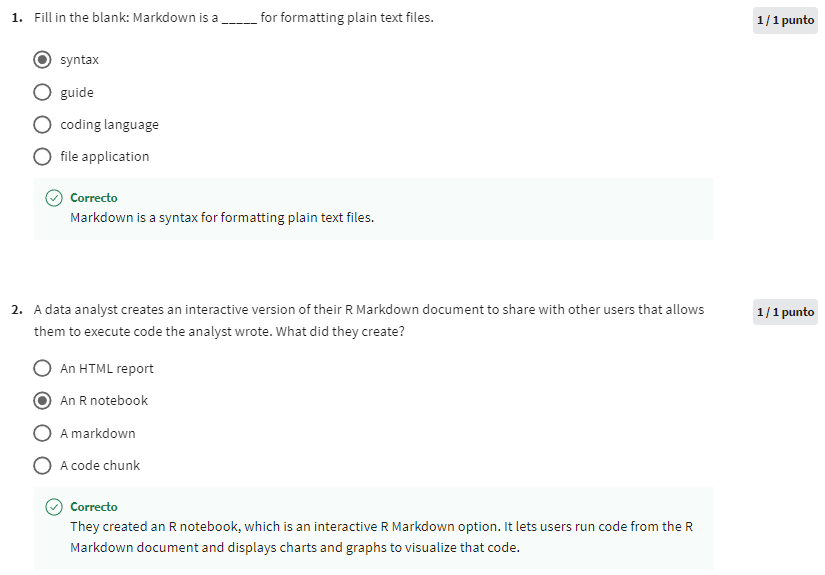 1. Fill in the blank: Markdown is a _____ for formatting plain text files.
1 / 1 punto
syntax
guide
coding language
file application
Correcto
Markdown is a syntax for formatting plain text files.
2. A data analyst creates an interactive version of their R Markdown document to share with other users that allows
them to execute code the analyst wrote. What did they create?
1 / 1 punto
An HTML report
An R notebook
A markdown
A code chunk
Correcto
They created an R notebook, which is an interactive R Markdown option. It lets users run code from the R
Markdown document and displays charts and graphs to visualize that code.